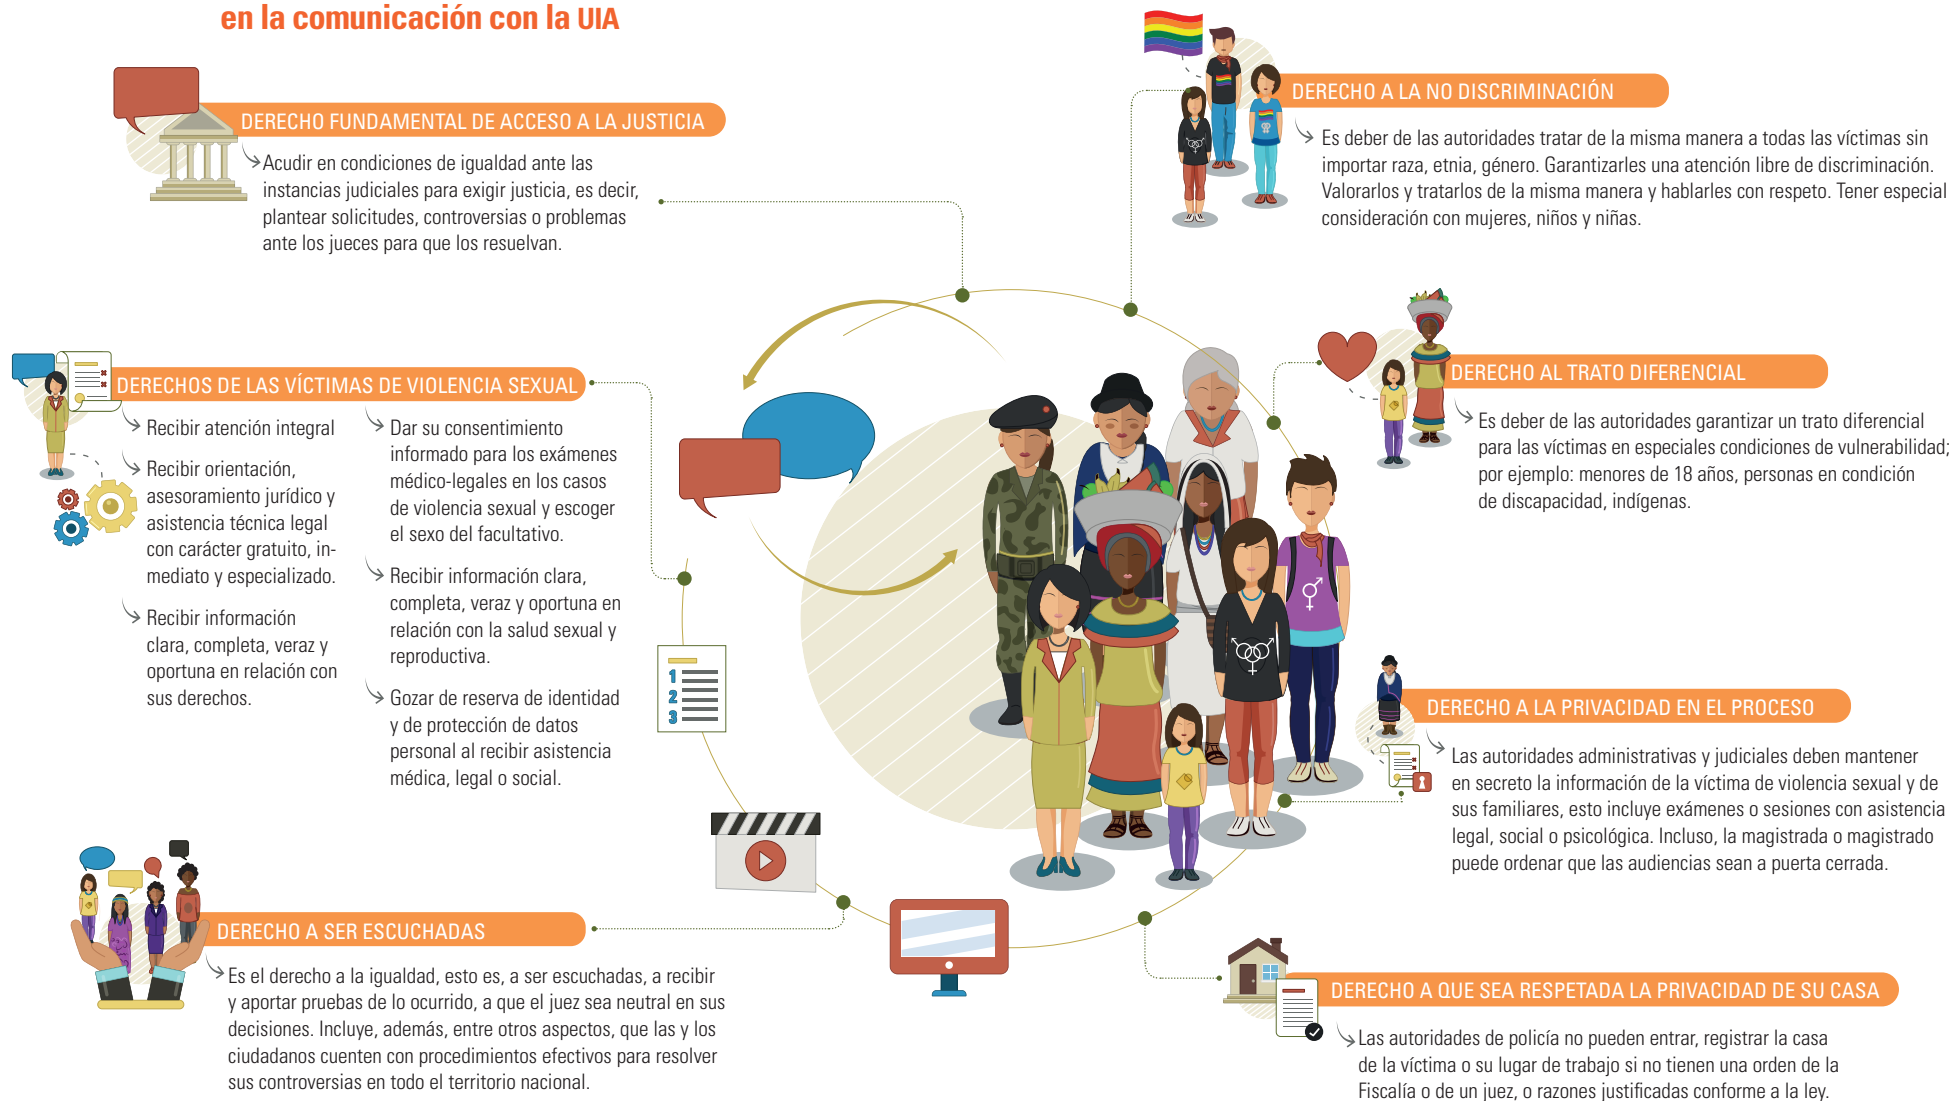 en la comunicación con la UIA
DERECHO FUNDAMENTAL DE ACCESO A LA JUSTICIA
Acudir en condiciones de igualdad ante las
instancias judiciales para exigir justicia, es decir,
plantear solicitudes, controversias o problemas
ante los jueces para que los resuelvan.
DERECHOS DE LAS VÍCTIMAS DE VIOLENCIA SEXUAL
Recibir atención integral
Recibir orientación,
asesoramiento jurídico y
asistencia técnica legal
con carácter gratuito, in-
mediato y especializado.
Recibir información
clara, completa, veraz y
oportuna en relación con
sus derechos.
Dar su consentimiento
informado para los exámenes
médico-legales en los casos
de violencia sexual y escoger
el sexo del facultativo.
Recibir información clara,
completa, veraz y oportuna en
relación con la salud sexual y
reproductiva.
Gozar de reserva de identidad
y de protección de datos
personal al recibir asistencia
médica, legal o social.
1
2
3
DERECHO A SER ESCUCHADAS
Es el derecho a la igualdad, esto es, a ser escuchadas, a recibir
y aportar pruebas de lo ocurrido, a que el juez sea neutral en sus
decisiones. Incluye, además, entre otros aspectos, que las y los
ciudadanos cuenten con procedimientos efectivos para resolver
sus controversias en todo el territorio nacional.
DERECHO A LA NO DISCRIMINACIÓN
Es deber de las autoridades tratar de la misma manera a todas las víctimas sin
importar raza, etnia, género. Garantizarles una atención libre de discriminación.
Valorarlos y tratarlos de la misma manera y hablarles con respeto. Tener especial
consideración con mujeres, niños y niñas.
DERECHO AL TRATO DIFERENCIAL
Es deber de las autoridades garantizar un trato diferencial
para las víctimas en especiales condiciones de vulnerabilidad;
por ejemplo: menores de 18 años, personas en condición
de discapacidad, indígenas.
DERECHO A LA PRIVACIDAD EN EL PROCESO
Las autoridades administrativas y judiciales deben mantener
en secreto la información de la víctima de violencia sexual y de
sus familiares, esto incluye exámenes o sesiones con asistencia
legal, social o psicológica. Incluso, la magistrada o magistrado
puede ordenar que las audiencias sean a puerta cerrada.
DERECHO A QUE SEA RESPETADA LA PRIVACIDAD DE SU CASA
Las autoridades de policía no pueden entrar, registrar la casa
de la víctima o su lugar de trabajo si no tienen una orden de la
Fiscalía o de un juez, o razones justificadas conforme a la ley.